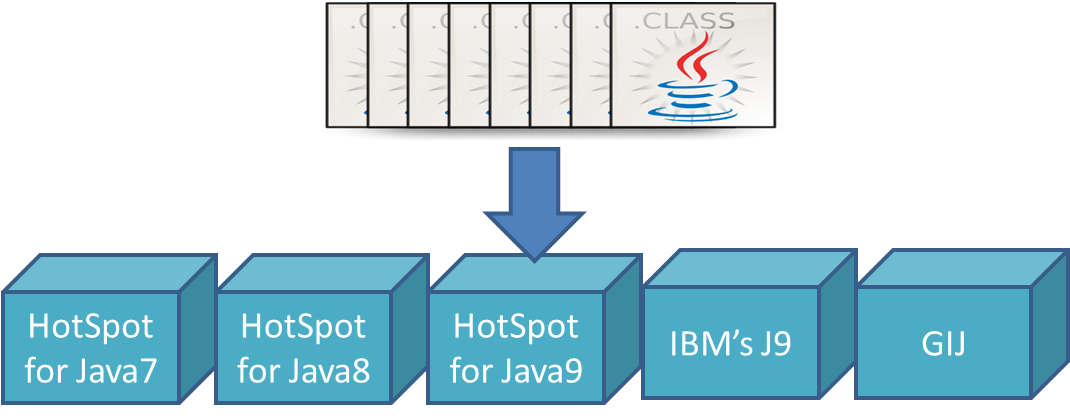 .C
.C
.C
.C
.C
.C
.C
.CLASS
HotSpot
for Java7
HotSpot
for Java8
HotSpot
for Java9
IBM’s J9
GIJ